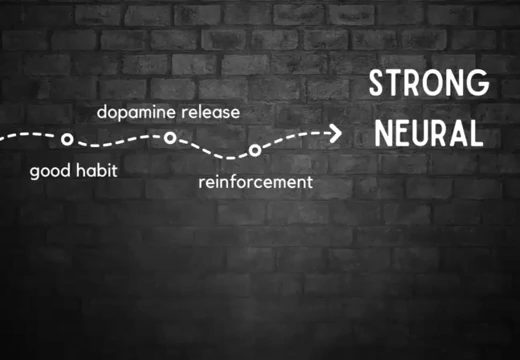 STRONG
NEURAL
dopamine release
good habit
reinforcement